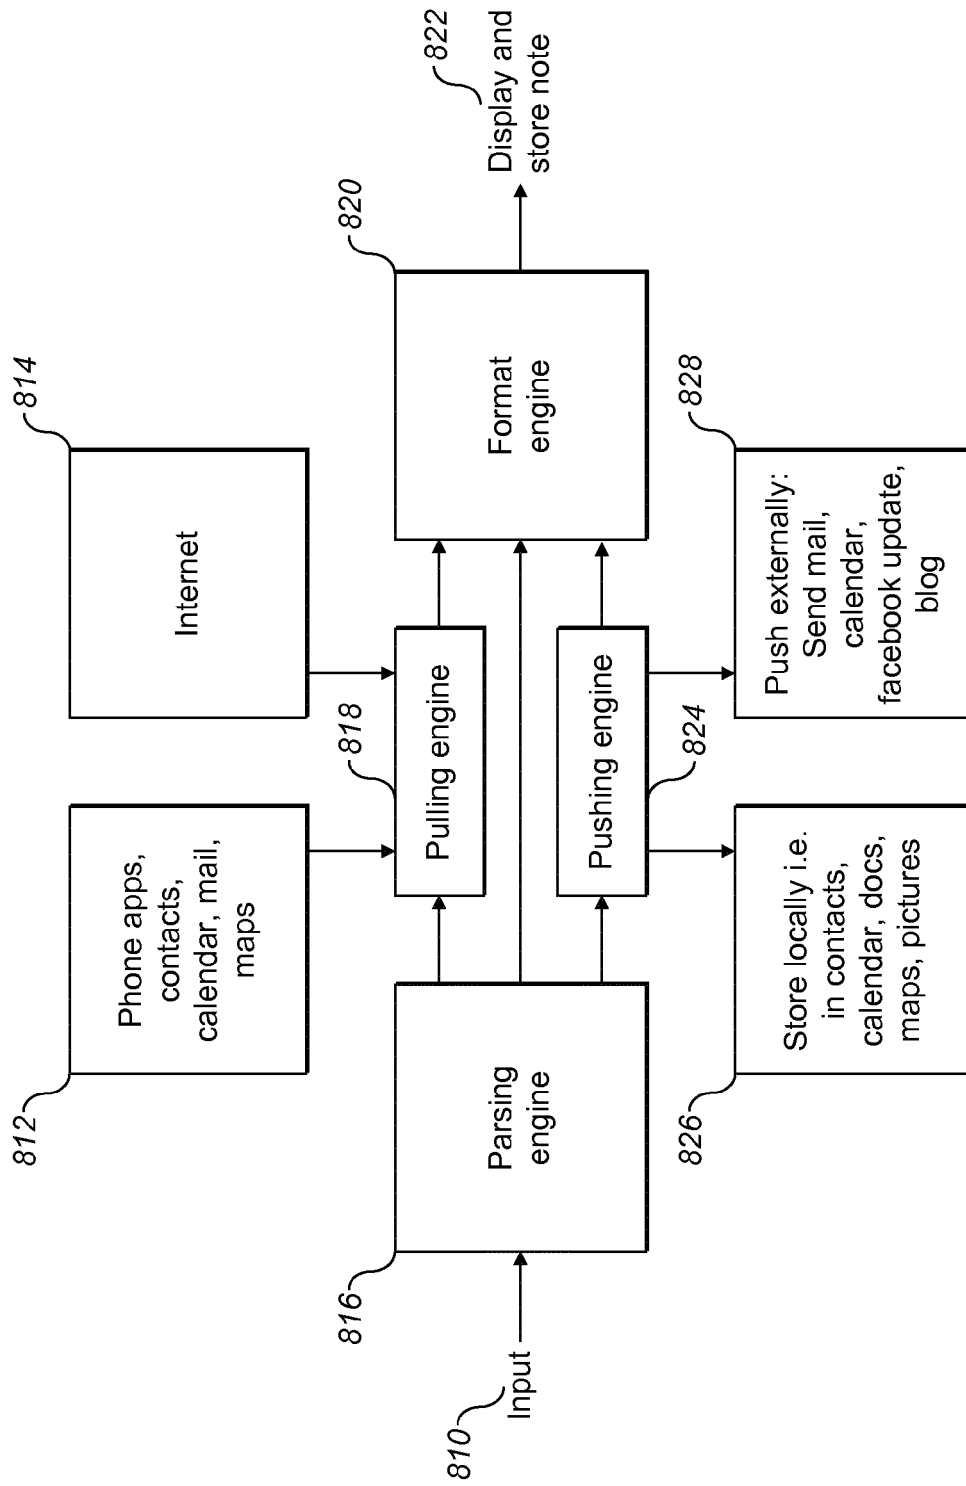 812
Phone apps,
contacts,
calendar, mail,
maps
814
Internet
818
Pulling engine
810
Input
816
Parsing
engine
820
Format
engine
822
Display and
store note
Pushing engine
824
826
Store locally i.e.
in contacts,
calendar, docs,
maps, pictures
828
Push externally:
Send mail,
calendar,
facebook update,
blog